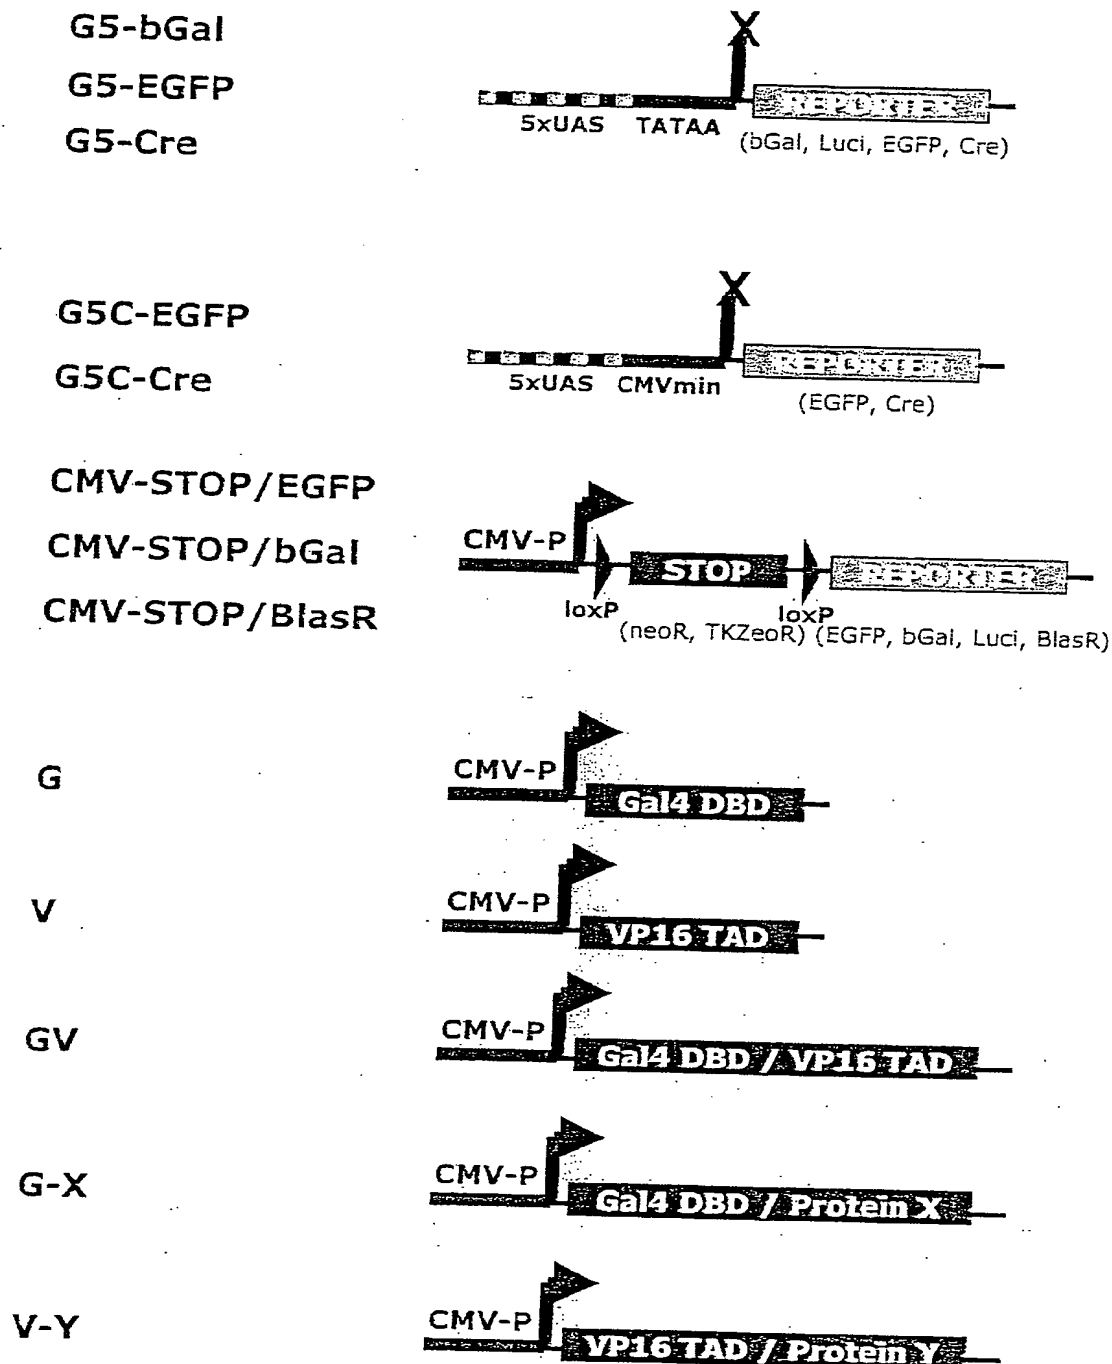 G5-bGal
G5-EGFP
G5-Cre
X
REPORTER
5xUAS TATAA
(bGal, Luci, EGFP, Cre)
G5C-EGFP
G5C-Cre
X
REPORTER
5xUAS CMVmin
(EGFP, Cre)
CMV-STOP/EGFP
CMV-STOP/bGal
CMV-STOP/BlasR
CMV-P
STOP
REPORTER
loxP
loxP
(neoR, TKZeoR) (EGFP, bGal, Luci, BlasR)
G
CMV-P
Gal4 DBD
V
CMV-P
VP16 TAD
GV
CMV-P
Gal4 DBD / VP16 TAD
G-X
CMV-P
Gal4 DBD / Protein X
V-Y
CMV-P
VP16 TAD / Protein Y